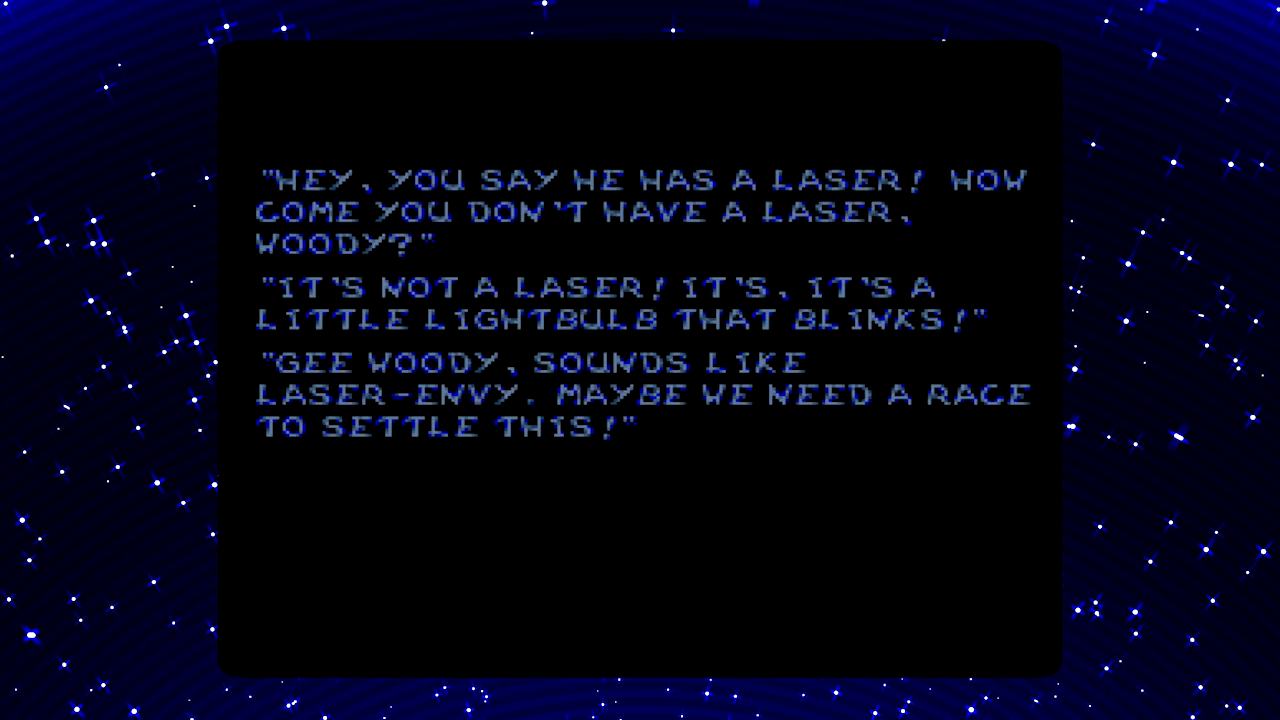 "HEY, YOU SAY HE HAS A LASER! HOW
COME YOU DON'T HAVE A LASER,
WOODY?"
"IT'S NOT A LASER! IT'S, IT'S A
LITTLE LIGHTBULB THAT BLINKS!"
"GEE WOODY, SOUNDS LIKE
LASER-ENVY. MAYBE WE NEED A RACE
TO SETTLE THIS!"